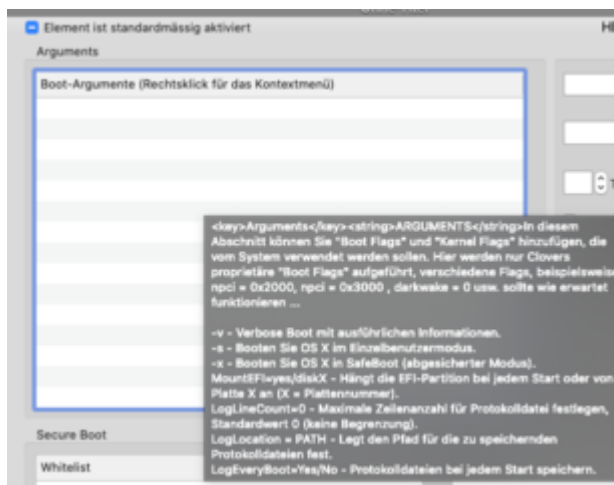 Element ist standardmässig aktiviert
Arguments
Boot-Argumente (Rechtsklick für das Kontextmenü)
<key>Arguments</key><string>ARGUMENTS</string>In diesem
Abschnitt können Sie "Boot Flags" und "Kernel Flags" hinzufügen, die
vom System verwendet werden sollen. Hier werden nur Clovers
proprietäre "Boot Flags" aufgeführt, verschiedene Flags, beispielsweise
npci = 0x2000, npci = 0x3000 , darkwake = 0 usw. sollte wie erwartet
funktionieren ...
-v - Verbose Boot mit ausführlichen Informationen.
-s - Booten Sie OS X im Einzelbenutzermodus.
-x - Booten Sie OS X in SafeBoot (abgesicherter Modus).
MountEFI=yes/diskX - Hängt die EFI-Partition bei jedem Start oder von
Platte X an (X = Plattennummer).
LogLineCount=0 - Maximale Zeilenanzahl für Protokolldatei festlegen,
Standardwert 0 (keine Begrenzung).
LogLocation = PATH - Legt den Pfad für die zu speichernden
Protokolldateien fest.
LogEveryBoot=Yes/No - Protokolldateien bei jedem Start speichern.
Secure Boot
Whitelist